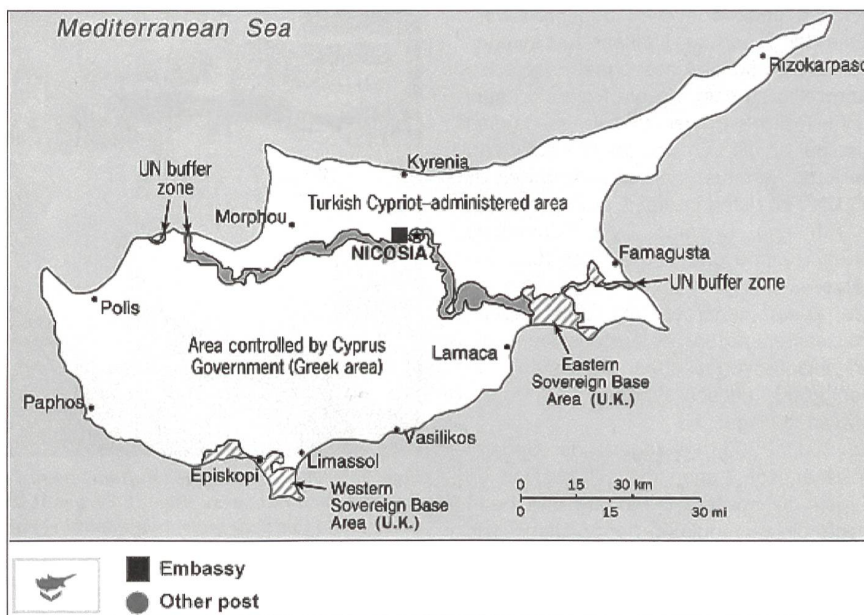 Mediterranean Sea
Rizokarpaso
UN buffer
zone
Kyrenia
Morphou
Turkish Cypriot–administered area
NICOSIA
Famagusta
UN buffer zone
Polis
Area controlled by Cyprus
Government (Greek area)
Lamaca
Eastern
Sovereign Base
Area (U.K.)
Paphos
Vasilikos
Episkopi
Limassol
Western
Sovereign Base
Area (U.K.)
0 15 30 km
0 15 30 mi
Embassy
Other post